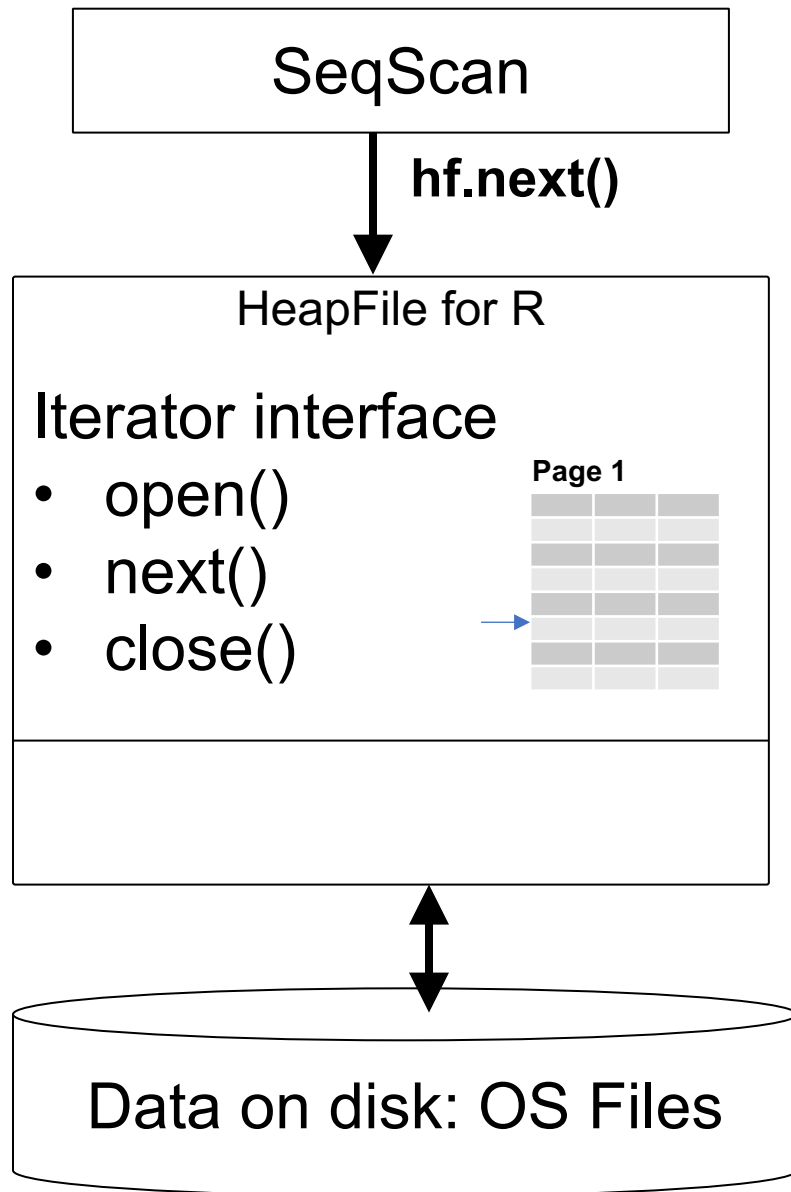 SeqScan
hf.next()
HeapFile for R
Iterator interface
• open()
• next()
• close()
Page 1
Data on disk: OS Files